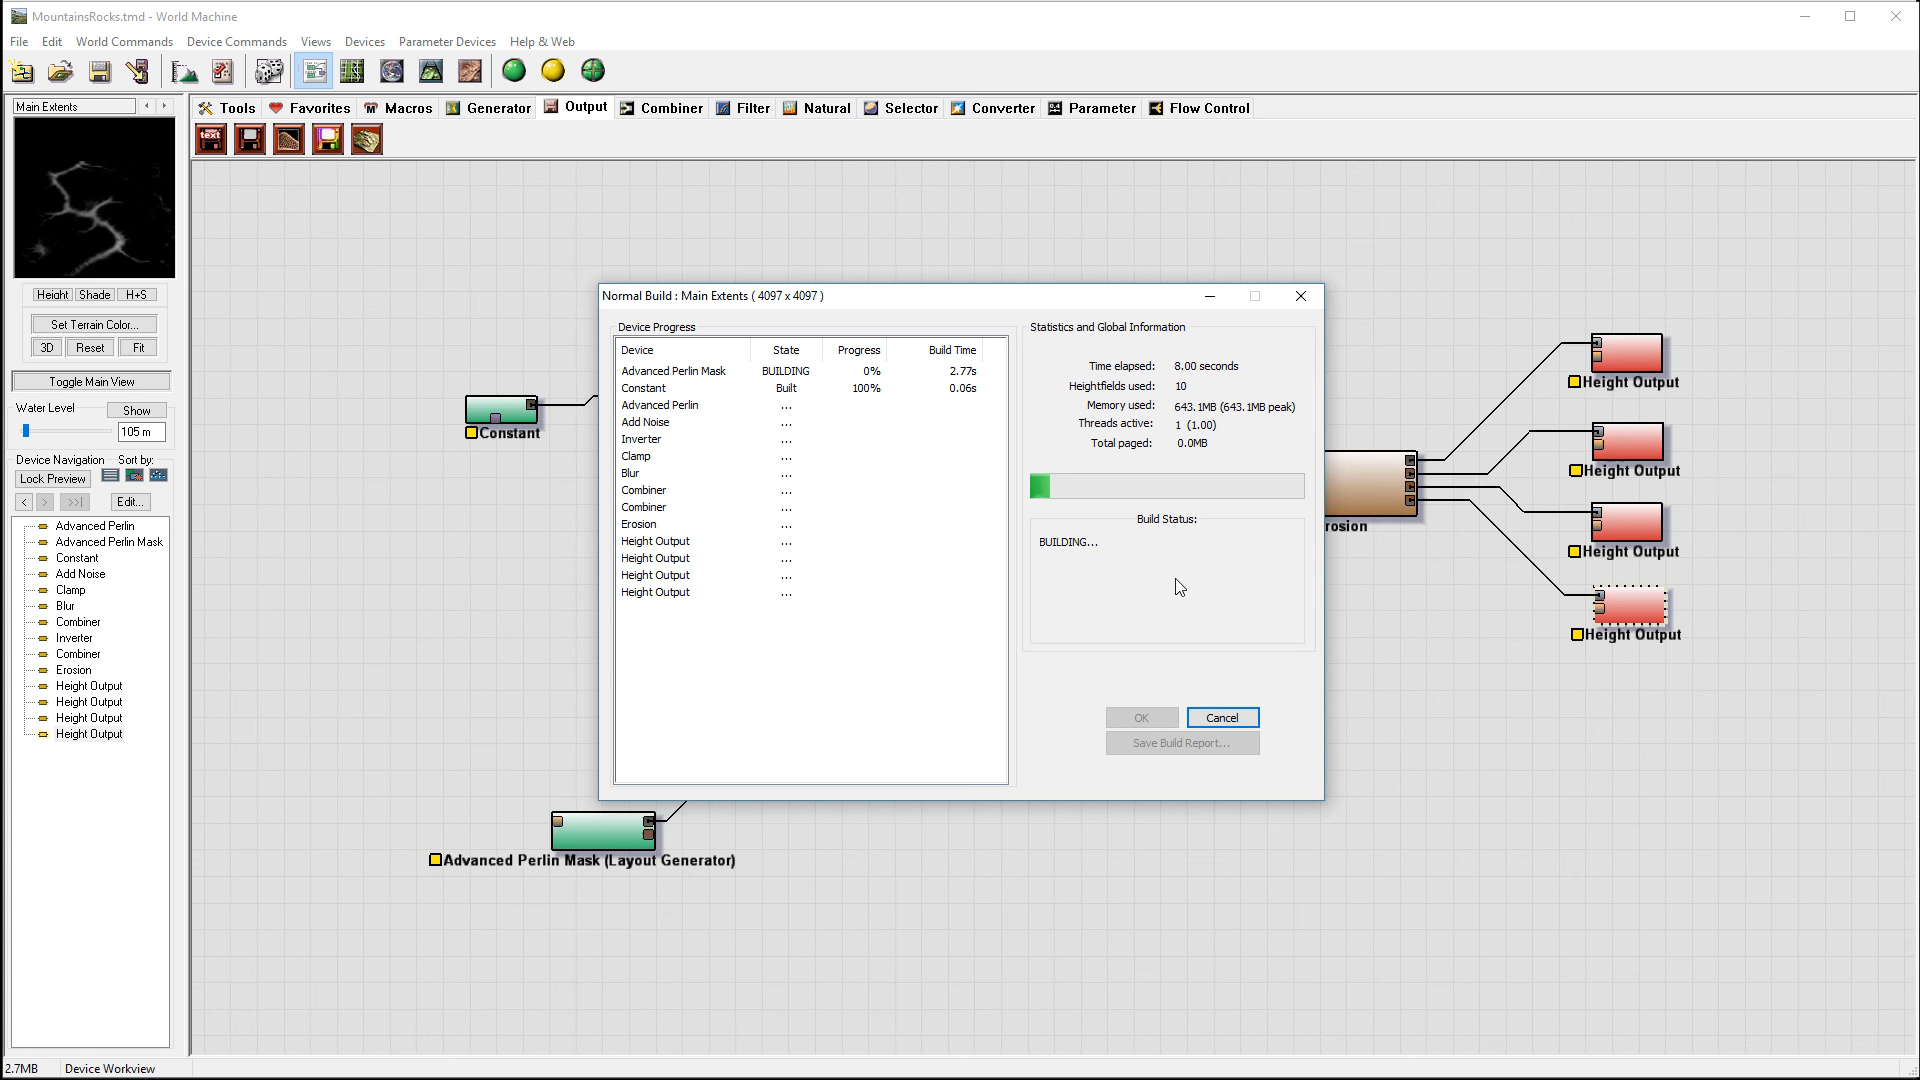 MountainsRocks.tmd - World Machine
File Edit World Commands Device Commands Views Devices Parameter Devices Help & Web
Main Extents
Tools Favorites Macros Generator Output Combiner Filter Natural Selector Converter Parameter Flow Control
text
Height Shade H+S
Set Terrain Color...
3D Reset Fit
Toggle Main View
Water Level Show
105 m
Device Navigation Sort by:
Lock Preview
< > >>| Edit...
Advanced Perlin
Advanced Perlin Mask
Constant
Add Noise
Clamp
Blur
Combiner
Inverter
Combiner
Erosion
Height Output
Height Output
Height Output
Height Output
Constant
Normal Build : Main Extents ( 4097 x 4097 )
Device Progress
Device State Progress Build Time
Advanced Perlin Mask BUILDING 0% 2.77s
Constant Built 100% 0.06s
Advanced Perlin ...
Add Noise ...
Inverter ...
Clamp ...
Blur ...
Combiner ...
Combiner ...
Erosion ...
Height Output ...
Height Output ...
Height Output ...
Height Output ...
Statistics and Global Information
Time elapsed: 8.00 seconds
Heightfields used: 10
Memory used: 643.1MB (643.1MB peak)
Threads active: 1 (1.00)
Total paged: 0.0MB
Build Status:
BUILDING...
OK Cancel
Save Build Report...
rosion
Height Output
Height Output
Height Output
Height Output
Advanced Perlin Mask (Layout Generator)
2.7MB Device Workview